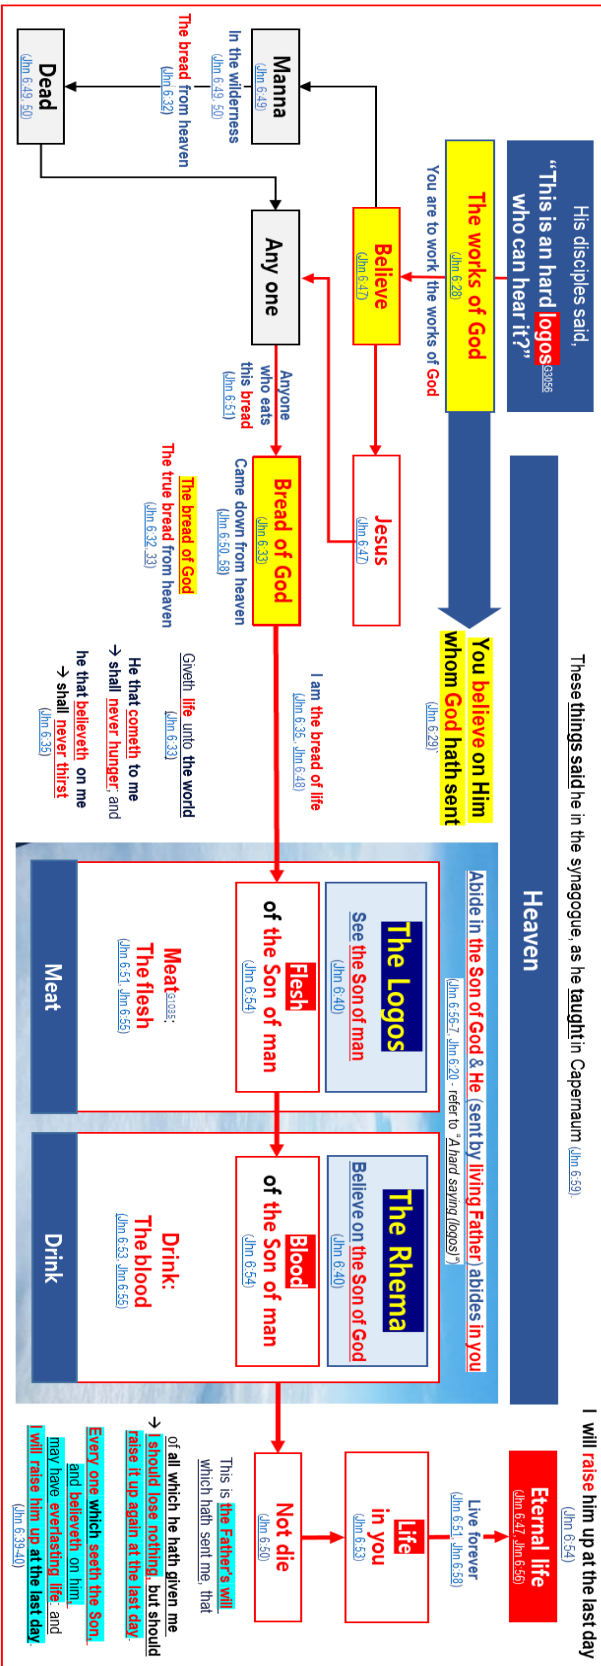 These things said he in the synagogue, as he taught in Capernaum (Jhn 6:59).
I will raise him up at the last day
(Jhn 6:54)
His disciples said,
“This is an hard logosG3056
who can hear it?”
Heaven
Eternal life
(Jhn 6:47, Jhn 6:56)
The works of God
(Jhn 6:28)
You are to work the works of God
You believe on Him
whom God hath sent
(Jhn 6:29)`
Abide in the Son of God & He (sent by living Father) abides in you
(Jhn 6:56-7, Jhn 6:20 - refer to “A hard saying (logos)“)
Live forever
(Jhn 6:51, Jhn 6:58)
Believe
(Jhn 6:47)
Jesus
(Jhn 6:47)
The Logos
See the Son of man
(Jhn 6:40)
The Rhema
Believe on the Son of God
(Jhn 6:40)
Life
in you
(Jhn 6:53)
Manna
(Jhn 6:49)
In the wilderness
(Jhn 6:49, 50)
The bread from heaven
(Jhn 6:32)
Dead
(Jhn 6:49, 50)
Any one
Anyone
who eats
this bread
(Jhn 6:51)
Bread of God
(Jhn 6:33)
Came down from heaven
(Jhn 6:50, 58)
The bread of God
The true bread from heaven
(Jhn 6:32, 33)
I am the bread of life
(Jhn 6:35, Jhn 6:48)
Giveth life unto the world
(Jhn 6:33)
He that cometh to me
→ shall never hunger; and
he that believeth on me
→ shall never thirst
(Jhn 6:35)
Flesh
of the Son of man
(Jhn 6:54)
Blood
of the Son of man
(Jhn 6:54)
Not die
(Jhn 6:50)
MeatG1035:
The flesh
(Jhn 6:51, Jhn 6:55)
Drink:
The blood
(Jhn 6:53, Jhn 6:55)
Meat
Drink
This is the Father's will
which hath sent me, that
of all which he hath given me
→ I should lose nothing, but should
raise it up again at the last day.
Every one which seeth the Son,
and believeth on him,
may have everlasting life: and
I will raise him up at the last day.
(Jhn 6:39-40)